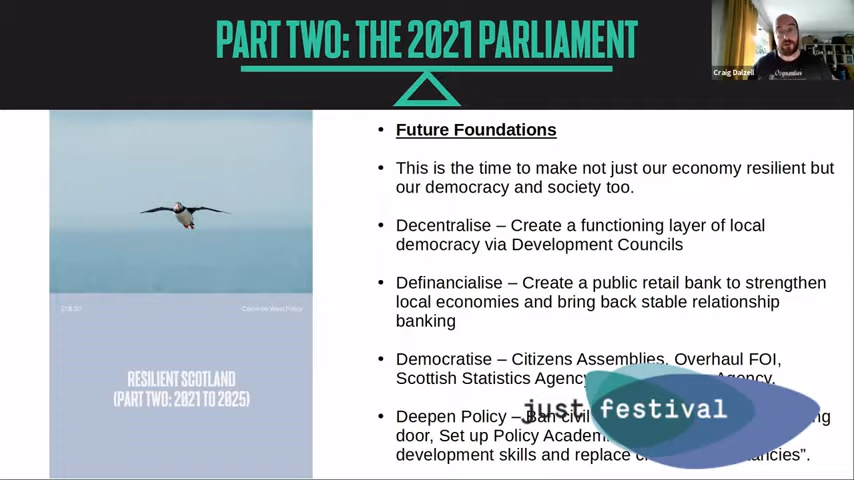 PART TWO: THE 2021 PARLIAMENT
Craig Dalzell
• Future Foundations
• This is the time to make not just our economy resilient but
our democracy and society too.
• Decentralise – Create a functioning layer of local
democracy via Development Councils
• Definancialise – Create a public retail bank to strengthen
local economies and bring back stable relationship
banking
• Democratise – Citizens Assemblies, Overhaul FOI,
Scottish Statistics Agency Agency.
• Deepen Policy – Ban civil
door, Set up Policy
development skills and replace
just festival
Common Weal Policy
RESILIENT SCOTLAND
(PART TWO: 2021 TO 2025)